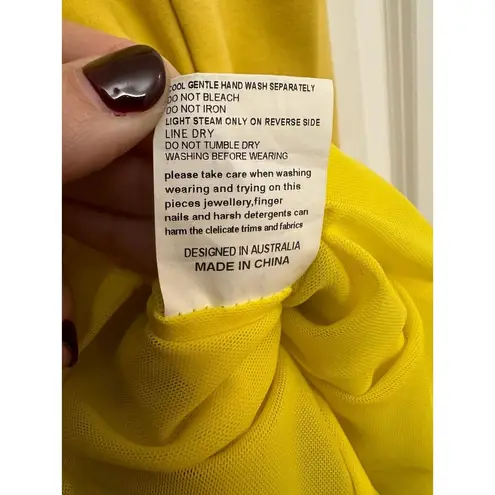 COOL GENTLE HAND WASH SEPARATELY
DO NOT BLEACH
DO NOT IRON
LIGHT STEAM ONLY ON REVERSE SIDE
LINE DRY
DO NOT TUMBLE DRY
WASHING BEFORE WEARING
please take care when washing
wearing and trying on this
pieces jewellery,finger
nails and harsh detergents can
harm the clelicate trims and fabrics
DESIGNED IN AUSTRALIA
MADE IN CHINA